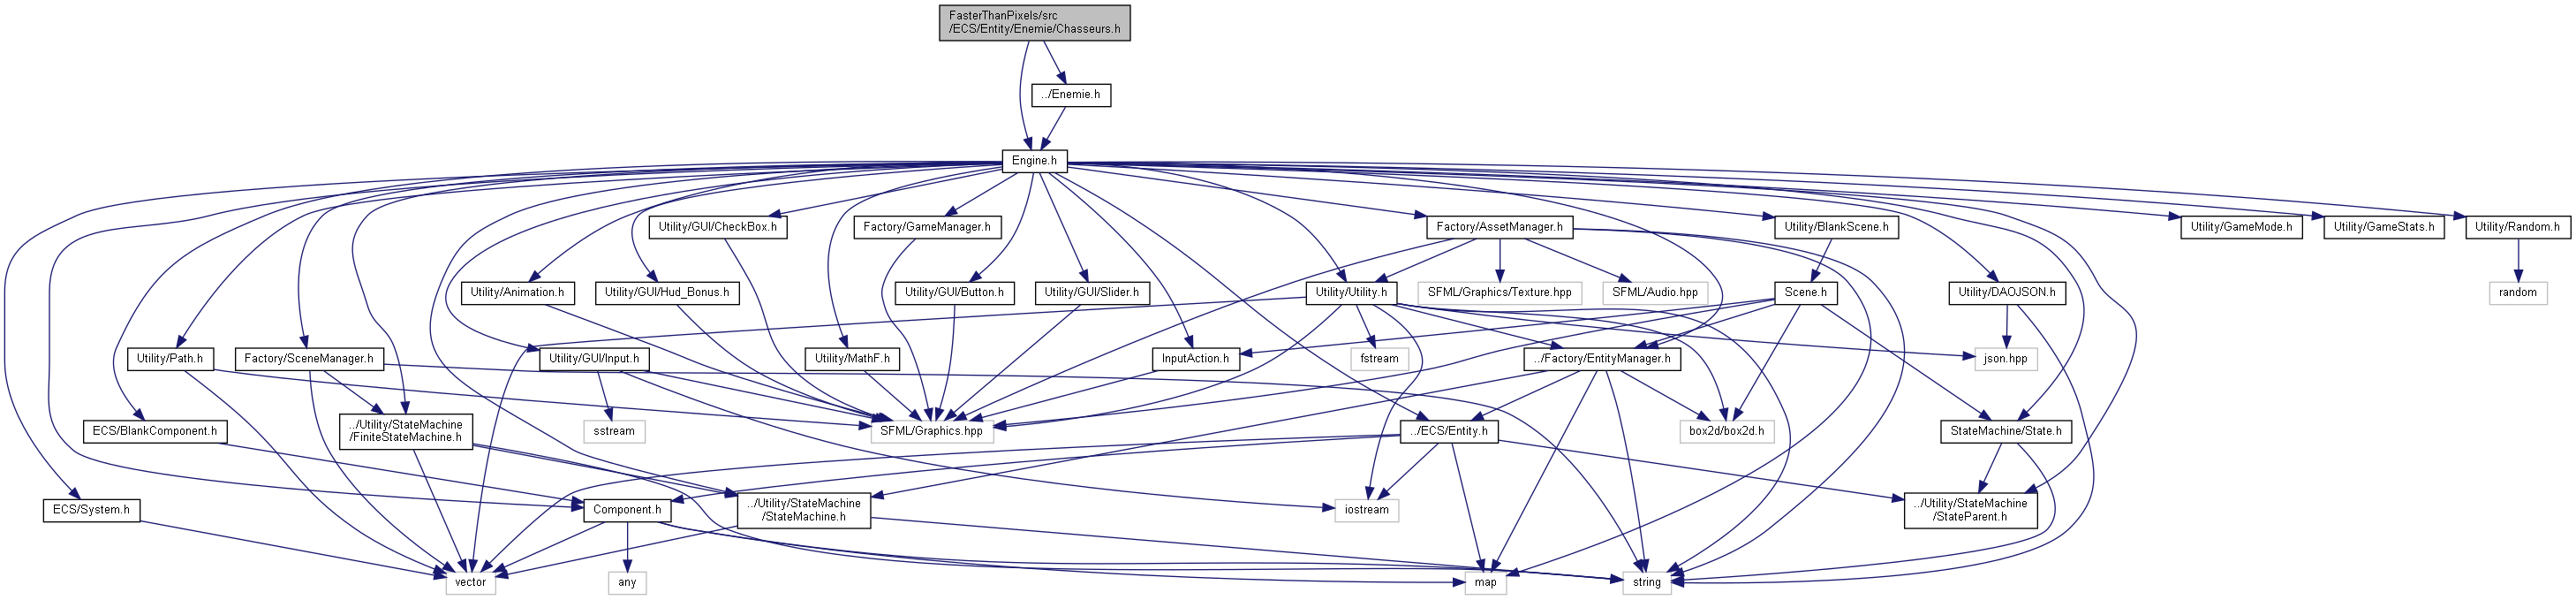 FasterThanPixels/src
/ECS/Entity/Enemie/Chasseurs.h
../Enemie.h
Engine.h
Utility/GUI/CheckBox.h
Factory/GameManager.h
Factory/AssetManager.h
Utility/BlankScene.h
Utility/GameMode.h
Utility/GameStats.h
Utility/Random.h
Utility/Animation.h
Utility/GUI/Hud_Bonus.h
Utility/GUI/Button.h
Utility/GUI/Slider.h
Utility/Utility.h
SFML/Graphics/Texture.hpp
SFML/Audio.hpp
Scene.h
Utility/DAOJSON.h
random
Utility/Path.h
Factory/SceneManager.h
Utility/GUI/Input.h
Utility/MathF.h
InputAction.h
fstream
../Factory/EntityManager.h
json.hpp
ECS/BlankComponent.h
../Utility/StateMachine
/FiniteStateMachine.h
sstream
SFML/Graphics.hpp
../ECS/Entity.h
box2d/box2d.h
StateMachine/State.h
ECS/System.h
Component.h
../Utility/StateMachine
/StateMachine.h
iostream
../Utility/StateMachine
/StateParent.h
vector
any
map
string